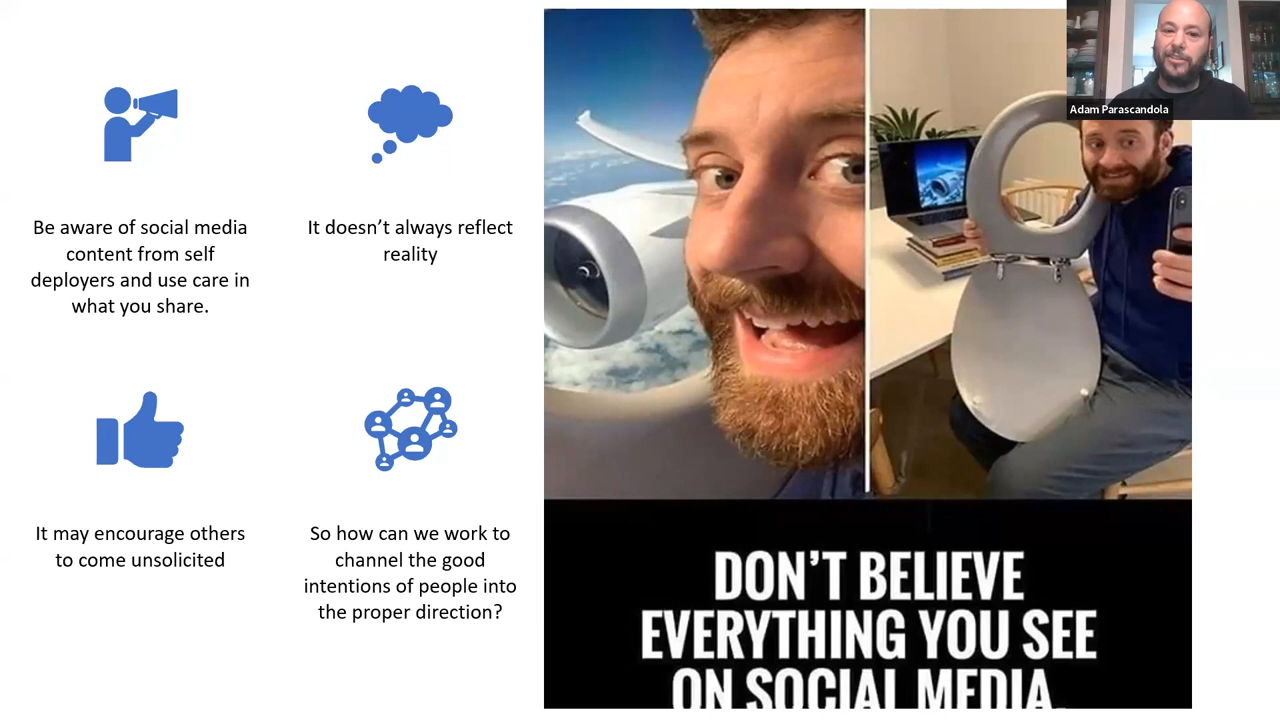 Adam Parascandola
Be aware of social media
content from self
deployers and use care in
what you share.
It doesn’t always reflect
reality
It may encourage others
to come unsolicited
So how can we work to
channel the good
intentions of people into
the proper direction?
DON’T BELIEVE
EVERYTHING YOU SEE
ON SOCIAL MEDIA.